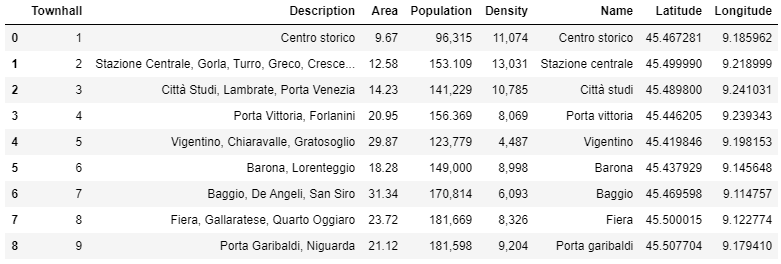 Townhall Description Area Population Density Name Latitude Longitude
0 1 Centro storico 9.67 96,315 11,074 Centro storico 45.467281 9.185962
1 2 Stazione Centrale, Gorla, Turro, Greco, Cresce... 12.58 153.109 13,031 Stazione centrale 45.499990 9.218999
2 3 Città Studi, Lambrate, Porta Venezia 14.23 141,229 10,785 Città studi 45.489800 9.241031
3 4 Porta Vittoria, Forlanini 20.95 156.369 8,069 Porta vittoria 45.446205 9.239343
4 5 Vigentino, Chiaravalle, Gratosoglio 29.87 123,779 4,487 Vigentino 45.419846 9.198153
5 6 Barona, Lorenteggio 18.28 149,000 8,998 Barona 45.437929 9.145648
6 7 Baggio, De Angeli, San Siro 31.34 170,814 6,093 Baggio 45.469598 9.114757
7 8 Fiera, Gallaratese, Quarto Oggiaro 23.72 181,669 8,326 Fiera 45.500015 9.122774
8 9 Porta Garibaldi, Niguarda 21.12 181,598 9,204 Porta garibaldi 45.507704 9.179410